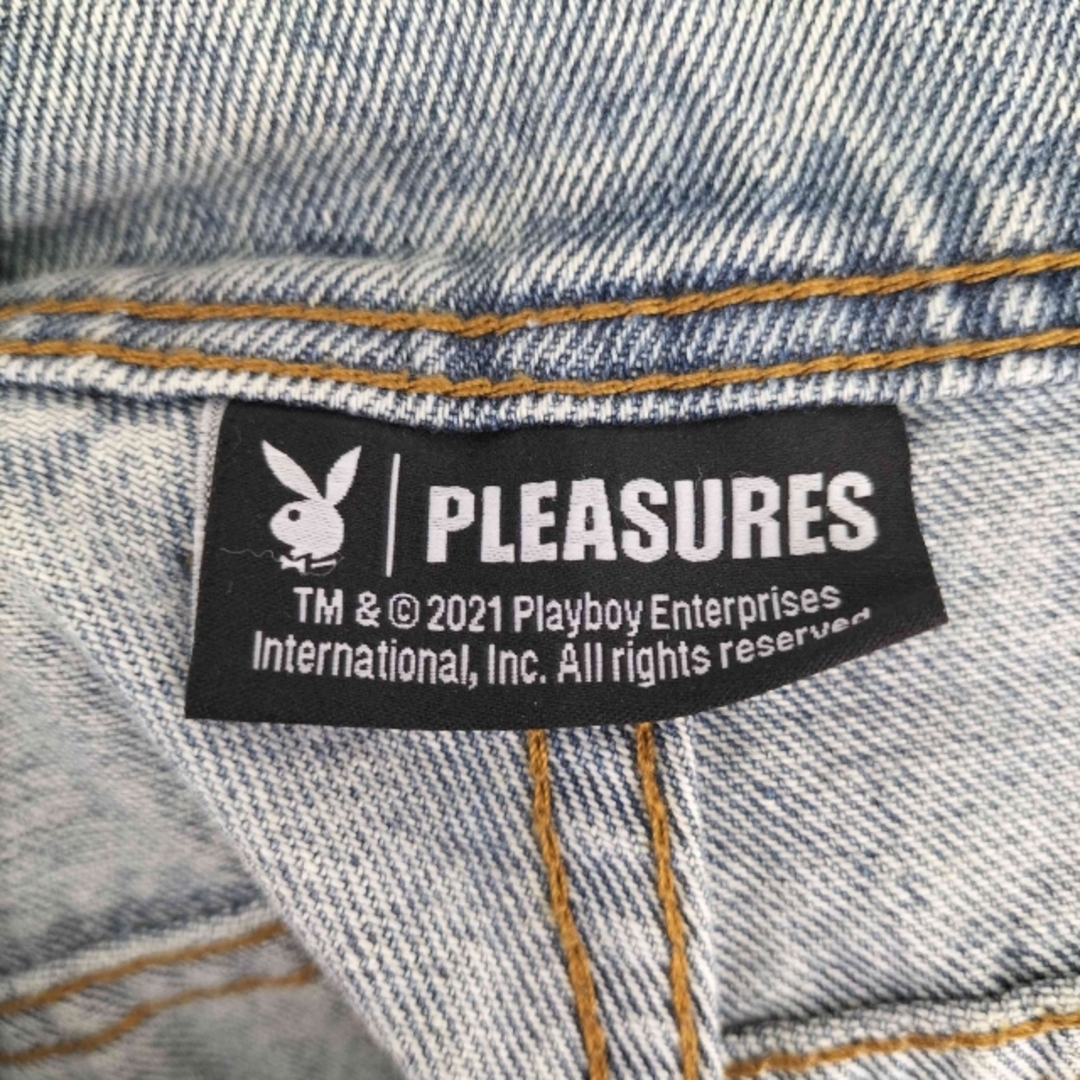 PLEASURES
TM & © 2021 Playboy Enterprises
International, Inc. All rights reserved